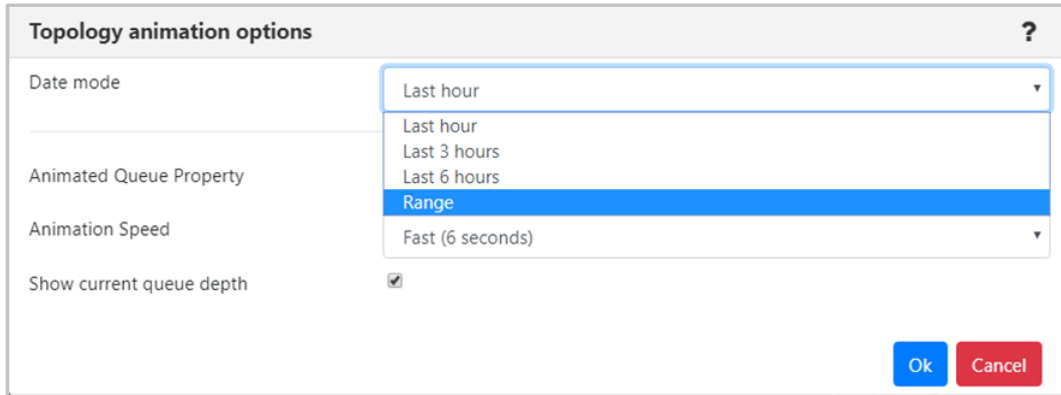 Topology animation options ?
Date mode
Last hour
Last hour
Last 3 hours
Last 6 hours
Range
Animated Queue Property
Animation Speed
Fast (6 seconds)
Show current queue depth
Ok
Cancel